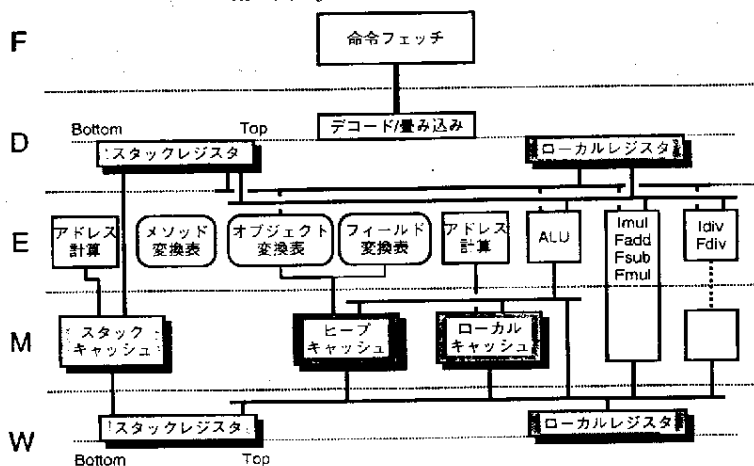 F
命令フェッチ
デコード/畳み込み
D
Bottom
Top
スタックレジスタ
ローカルレジスタ
E
アドレス
計算
メソッド
変換表
オブジェクト
変換表
フィールド
変換表
アドレス
計算
ALU
Imul
Fadd
Fsub
Fmul
Idiv
Fdiv
M
スタック
キャッシュ
ヒープ
キャッシュ
ローカル
キャッシュ
W
スタックレジスタ
ローカルレジスタ
Bottom
Top